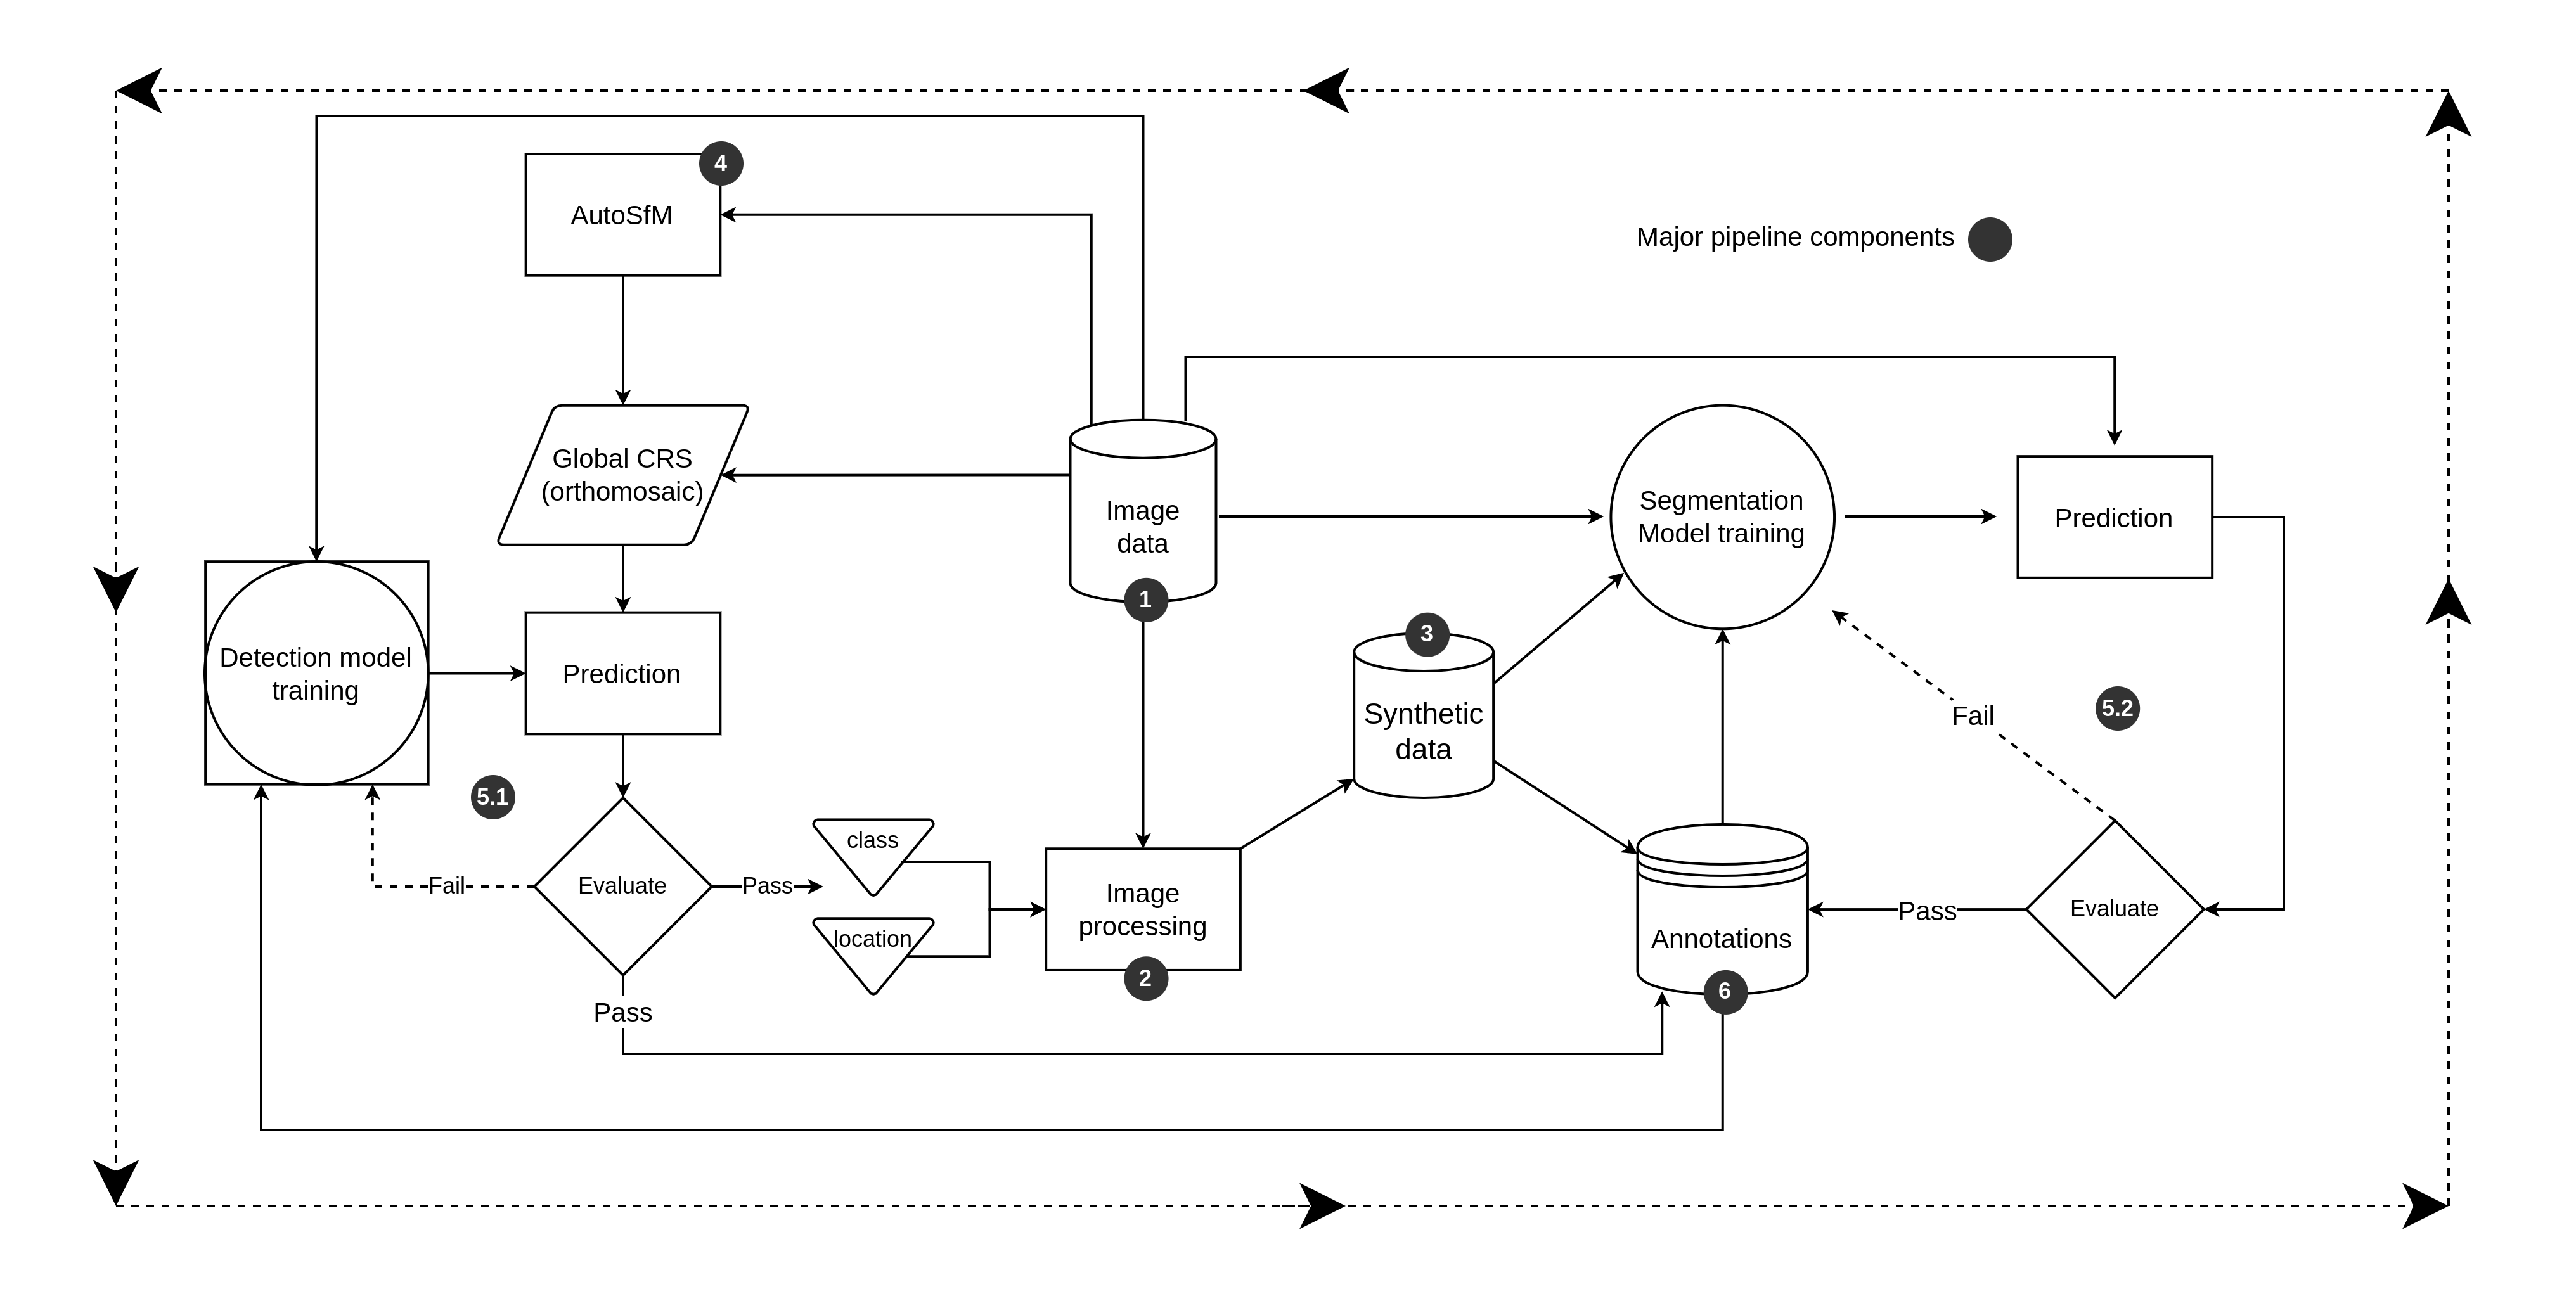 4
AutoSfM
Major pipeline components
Global CRS
(orthomosaic)
Image
data
1
Segmentation
Model training
Prediction
Detection model
training
Prediction
3
Synthetic
data
Fail
5.2
5.1
class
Fail
Evaluate
Pass
location
Image
processing
2
Annotations
6
Pass
Evaluate
Pass